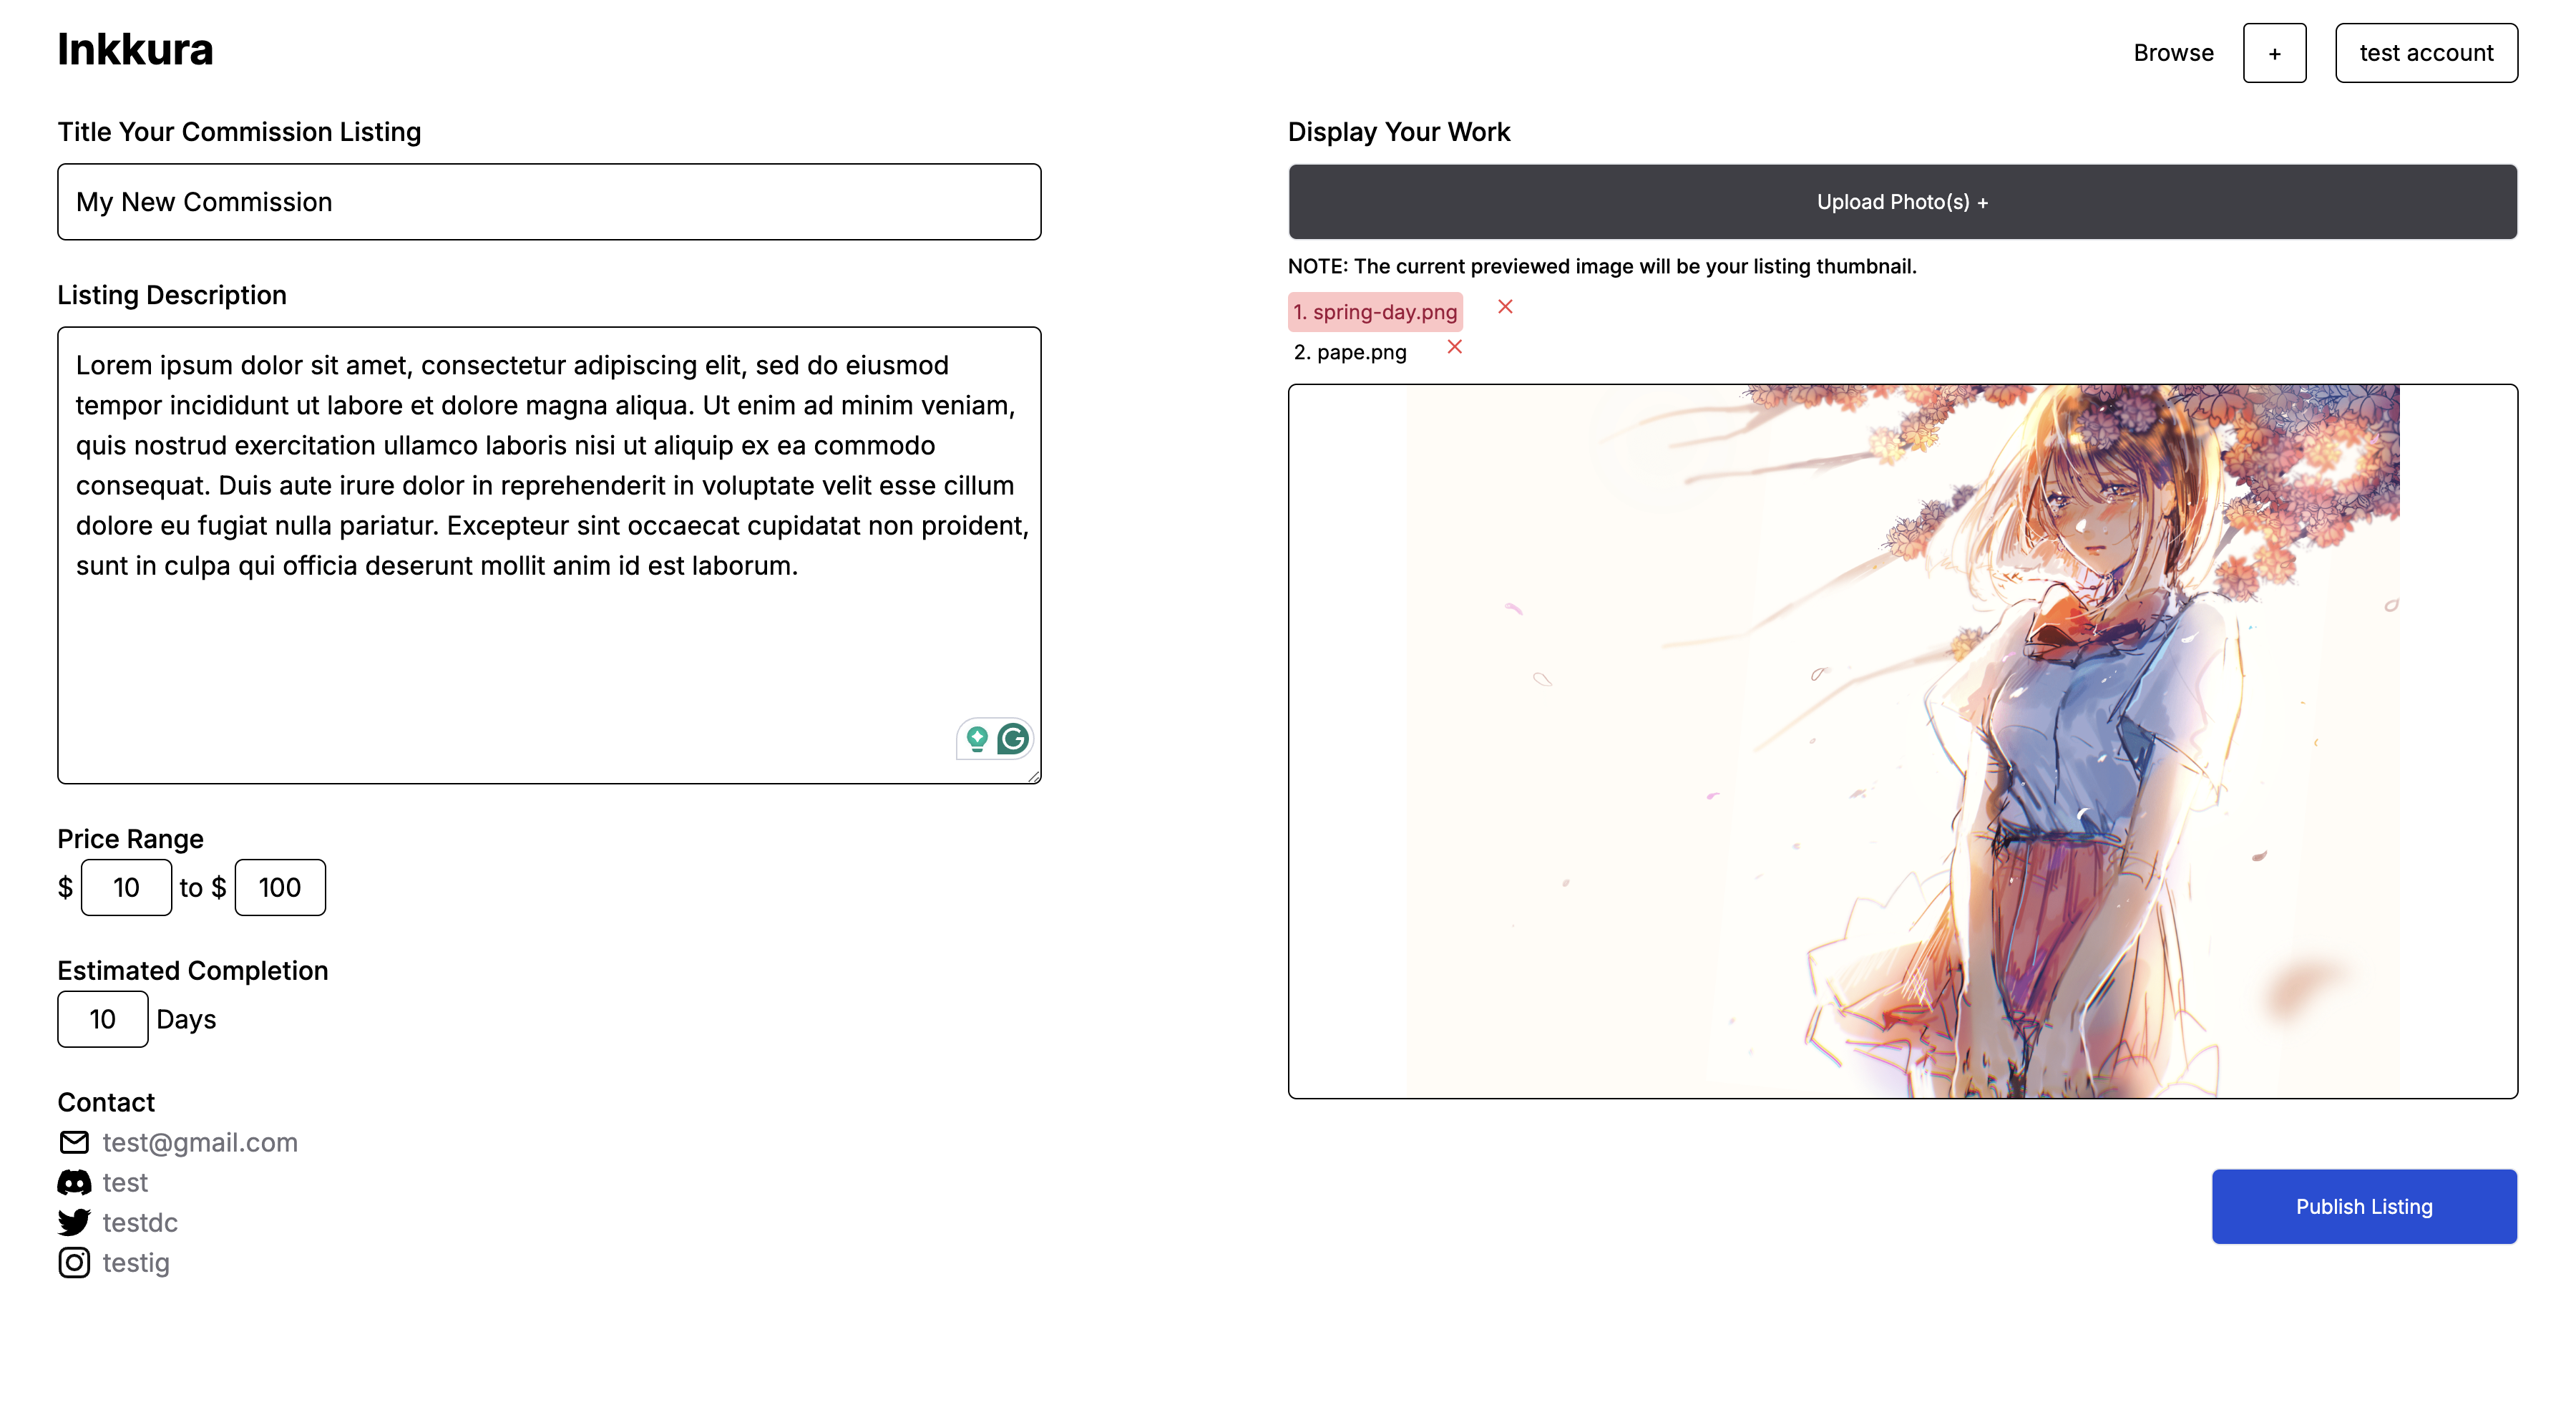 Inkkura
Browse
+
test account
Title Your Commission Listing
My New Commission
Listing Description
Lorem ipsum dolor sit amet, consectetur adipiscing elit, sed do eiusmod
tempor incididunt ut labore et dolore magna aliqua. Ut enim ad minim veniam,
quis nostrud exercitation ullamco laboris nisi ut aliquip ex ea commodo
consequat. Duis aute irure dolor in reprehenderit in voluptate velit esse cillum
dolore eu fugiat nulla pariatur. Excepteur sint occaecat cupidatat non proident,
sunt in culpa qui officia deserunt mollit anim id est laborum.
Price Range
$ 10 to $ 100
Estimated Completion
10 Days
Contact
test@gmail.com
test
testdc
testig
Display Your Work
Upload Photo(s) +
NOTE: The current previewed image will be your listing thumbnail.
1. spring-day.png
2. pape.png
Publish Listing